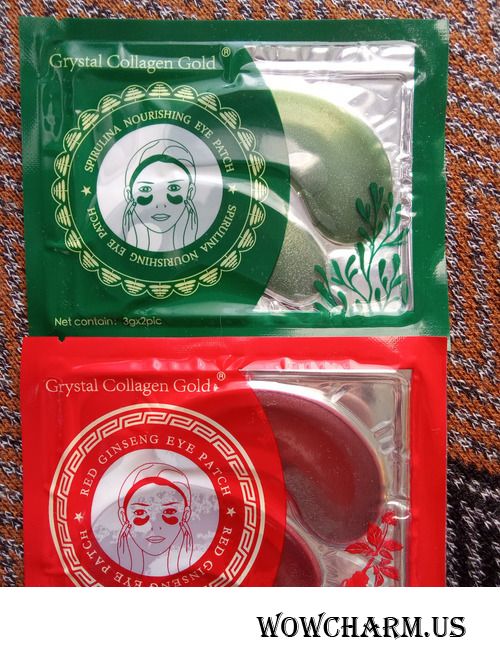 Grystal Collagen Gold ®
SPIRULINA NOURISHING EYE PATCH ★ SPIRULINA NOURISHING EYE PATCH ★
Net contain: 3gx2pic
Grystal Collagen Gold ®
RED GINSENG EYE PATCH ★ RED GINSENG EYE PATCH ★
WOWCHARM.US